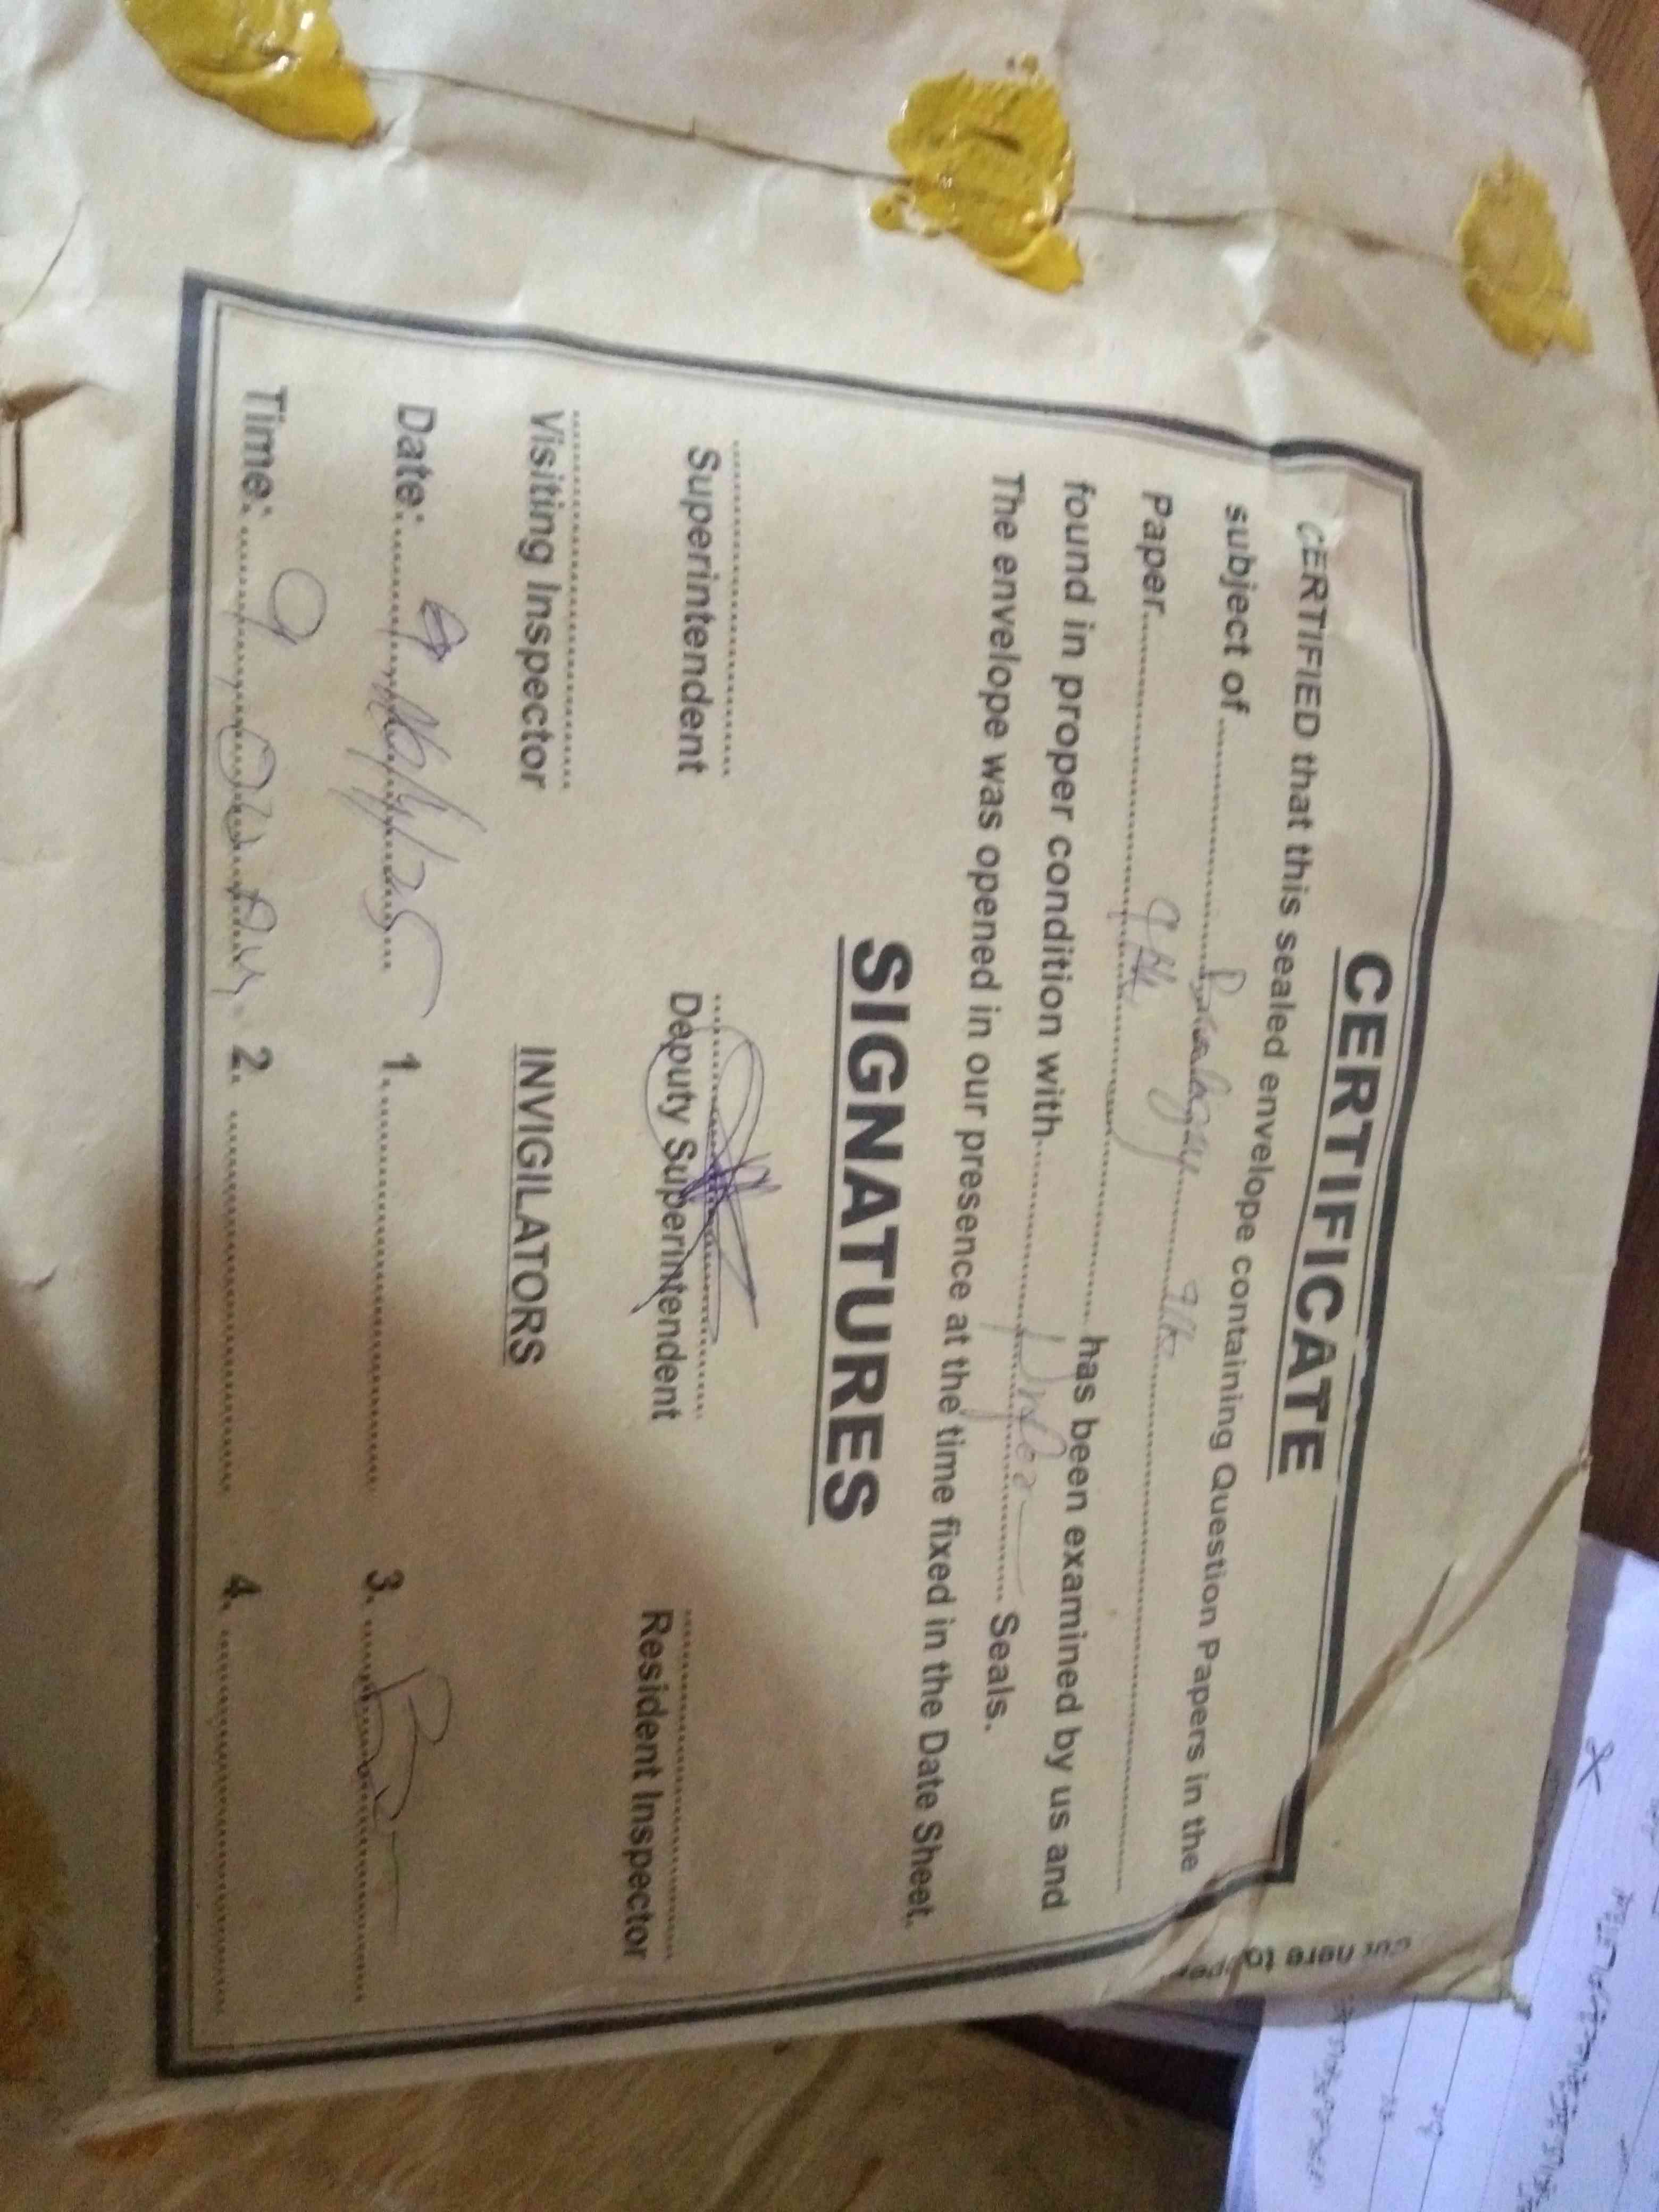 CERTIFICATE
CERTIFIED that this sealed envelope containing Question Papers in the
subject of ........ 9th ........
Paper ........ 9th ........ has been examined by us and
found in proper condition with ........ Seals.
The envelope was opened in our presence at the time fixed in the Date Sheet.
SIGNATURES
Superintendent Deputy Superintendent Resident Inspector
Visiting Inspector INVIGILATORS
Date: ........ 1. ........ 3. ........
Time: 9 ........ 2. ........ 4. ........
Cut here to